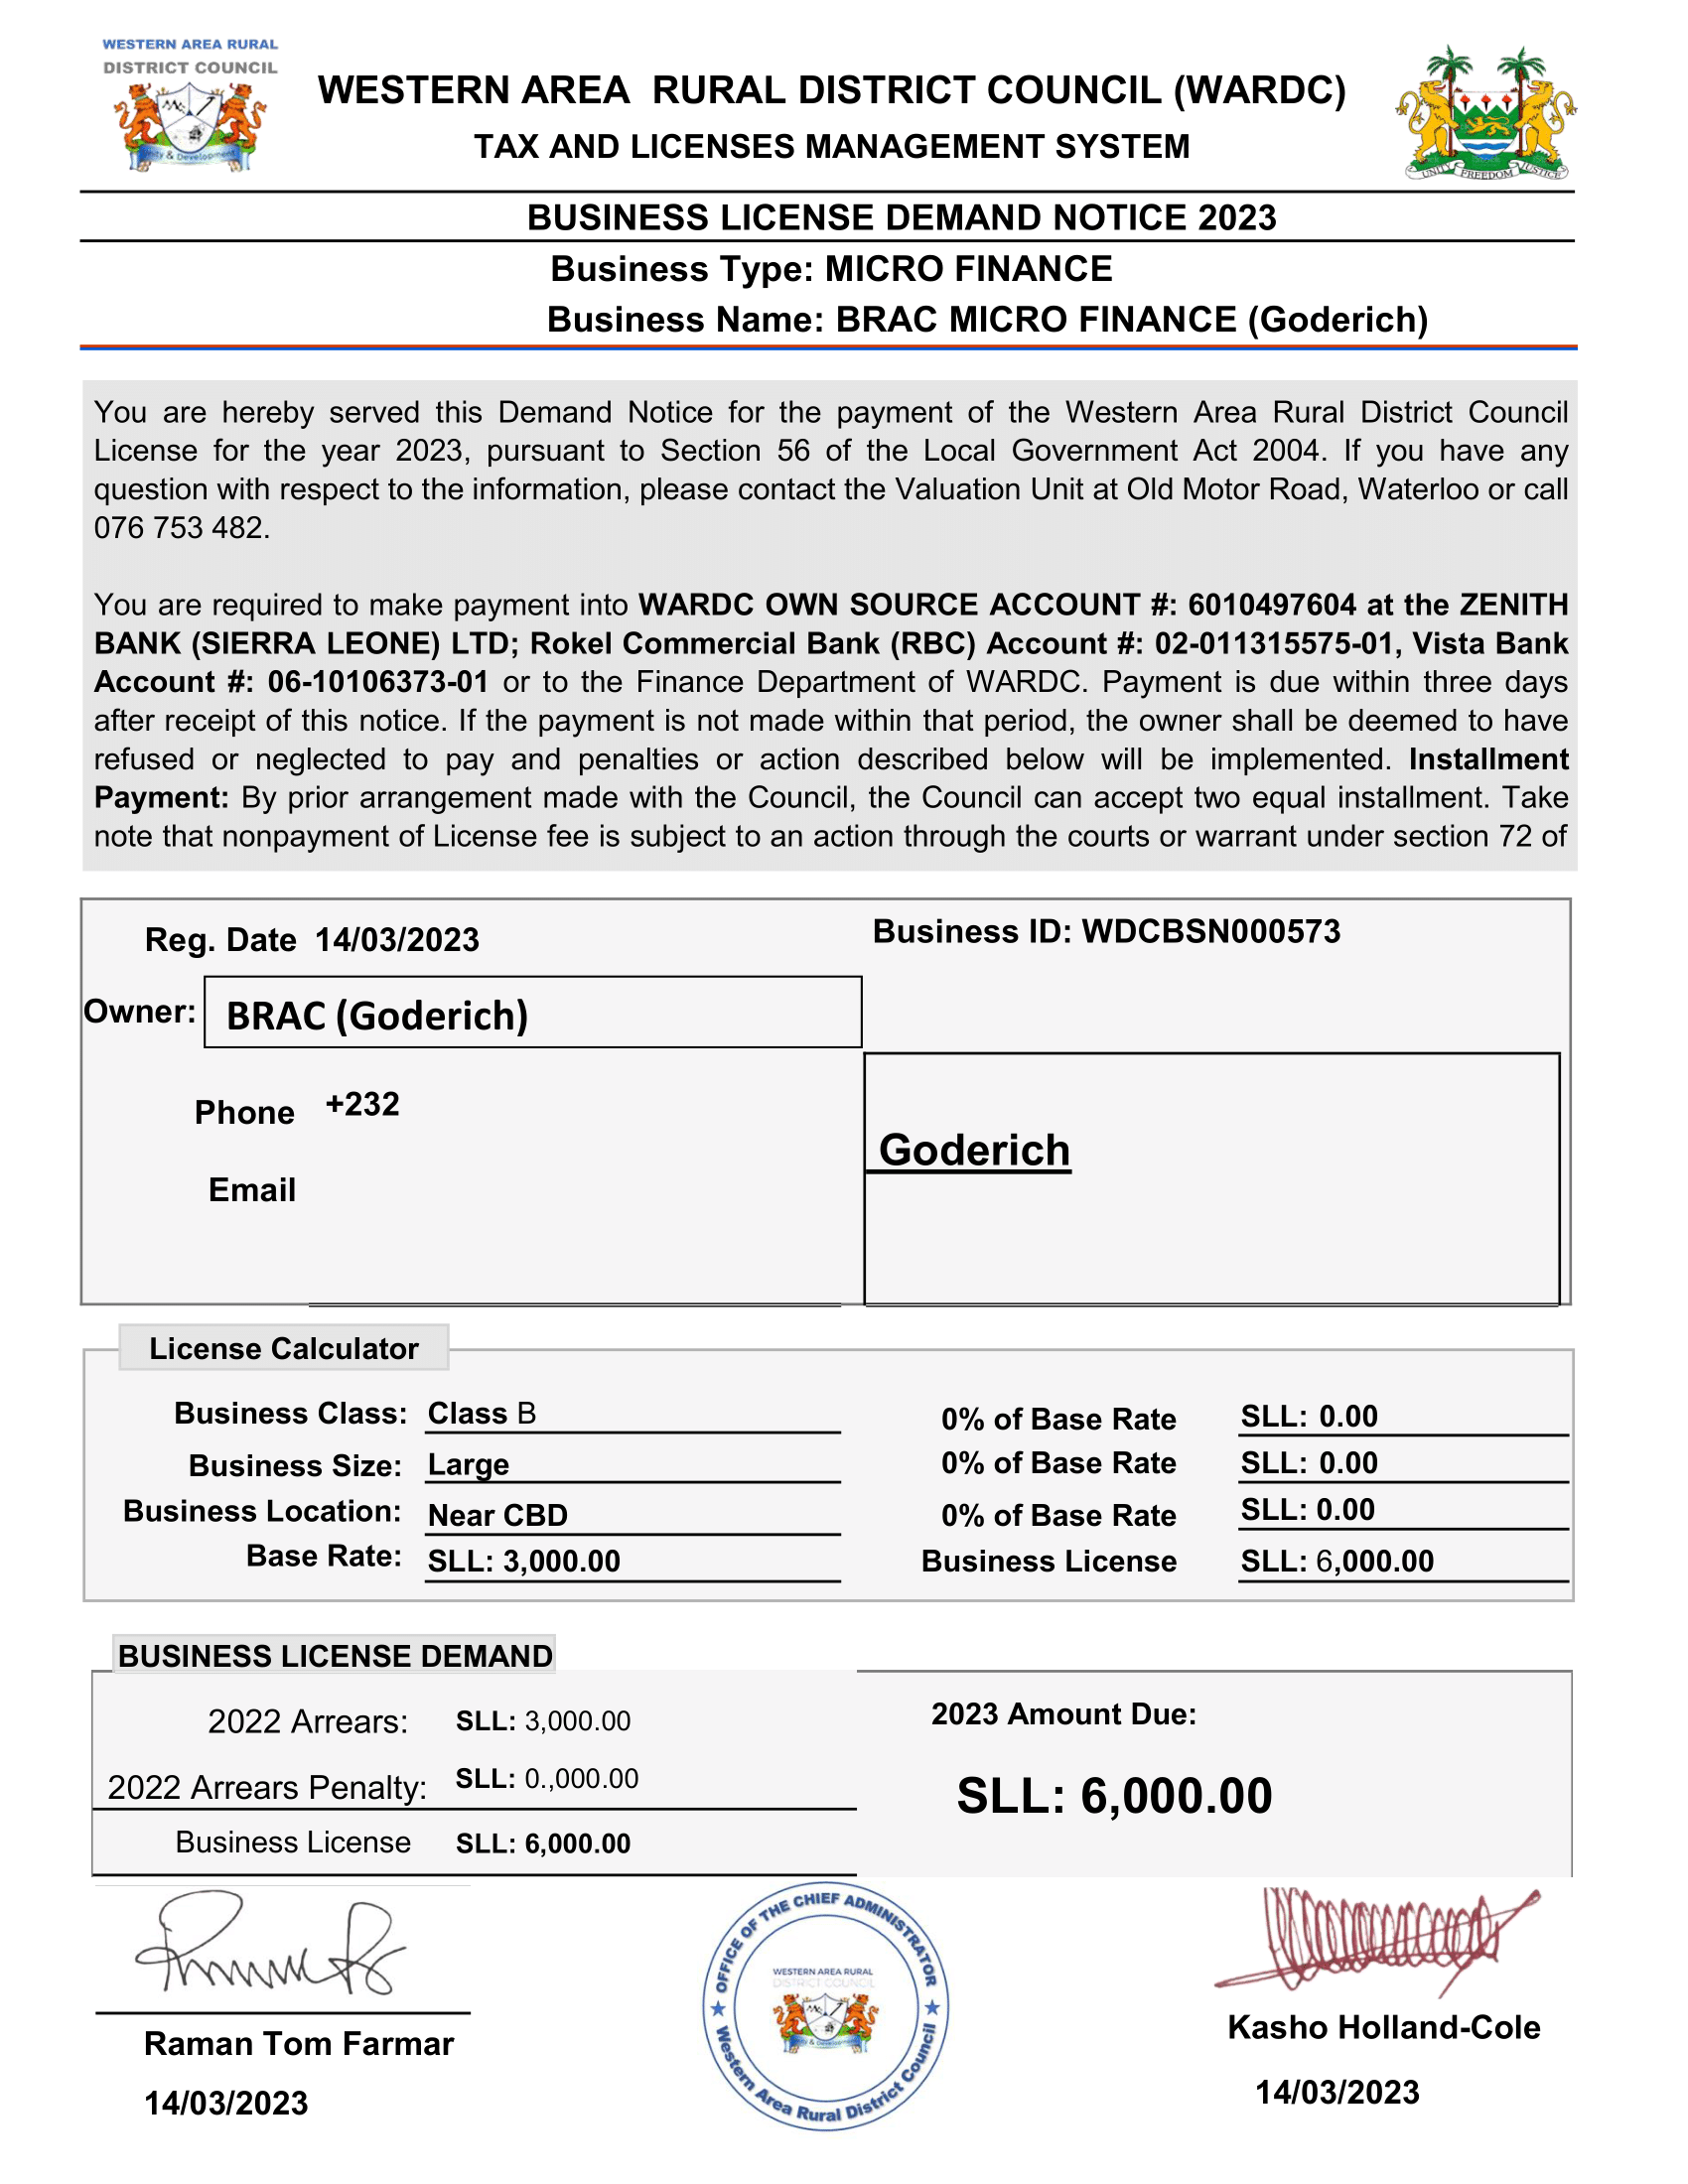 WESTERN AREA RURAL
DISTRICT COUNCIL
Unity & Development
WESTERN AREA RURAL DISTRICT COUNCIL (WARDC)
TAX AND LICENSES MANAGEMENT SYSTEM
UNITY FREEDOM JUSTICE
BUSINESS LICENSE DEMAND NOTICE 2023
Business Type: MICRO FINANCE
Business Name: BRAC MICRO FINANCE (Goderich)
You are hereby served this Demand Notice for the payment of the Western Area Rural District Council
License for the year 2023, pursuant to Section 56 of the Local Government Act 2004. If you have any
question with respect to the information, please contact the Valuation Unit at Old Motor Road, Waterloo or call
076 753 482.
You are required to make payment into WARDC OWN SOURCE ACCOUNT #: 6010497604 at the ZENITH
BANK (SIERRA LEONE) LTD; Rokel Commercial Bank (RBC) Account #: 02-011315575-01, Vista Bank
Account #: 06-10106373-01 or to the Finance Department of WARDC. Payment is due within three days
after receipt of this notice. If the payment is not made within that period, the owner shall be deemed to have
refused or neglected to pay and penalties or action described below will be implemented. Installment
Payment: By prior arrangement made with the Council, the Council can accept two equal installment. Take
note that nonpayment of License fee is subject to an action through the courts or warrant under section 72 of
Reg. Date 14/03/2023
Business ID: WDCBSN000573
Owner: BRAC (Goderich)
Phone +232
Goderich
Email
License Calculator
Business Class: Class B 0% of Base Rate SLL: 0.00
Business Size: Large 0% of Base Rate SLL: 0.00
Business Location: Near CBD 0% of Base Rate SLL: 0.00
Base Rate: SLL: 3,000.00 Business License SLL: 6,000.00
BUSINESS LICENSE DEMAND
2022 Arrears: SLL: 3,000.00
2022 Arrears Penalty: SLL: 0.,000.00
Business License SLL: 6,000.00
2023 Amount Due:
SLL: 6,000.00
OFFICE OF THE CHIEF ADMINISTRATOR
WESTERN AREA RURAL
DISTRICT COUNCIL
Western Area Rural District Council
Raman Tom Farmar
14/03/2023
Kasho Holland-Cole
14/03/2023